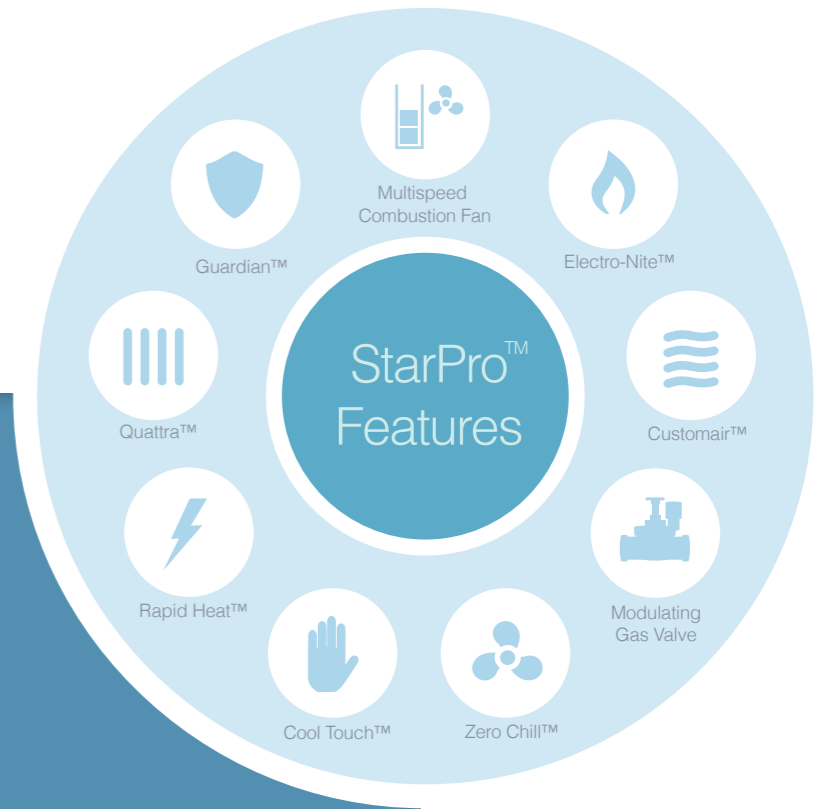 StarPro™
Features
Multispeed
Combustion Fan
Electro-Nite™
Customair™
Modulating
Gas Valve
Zero Chill™
Cool Touch™
Rapid Heat™
Quattra™
Guardian™